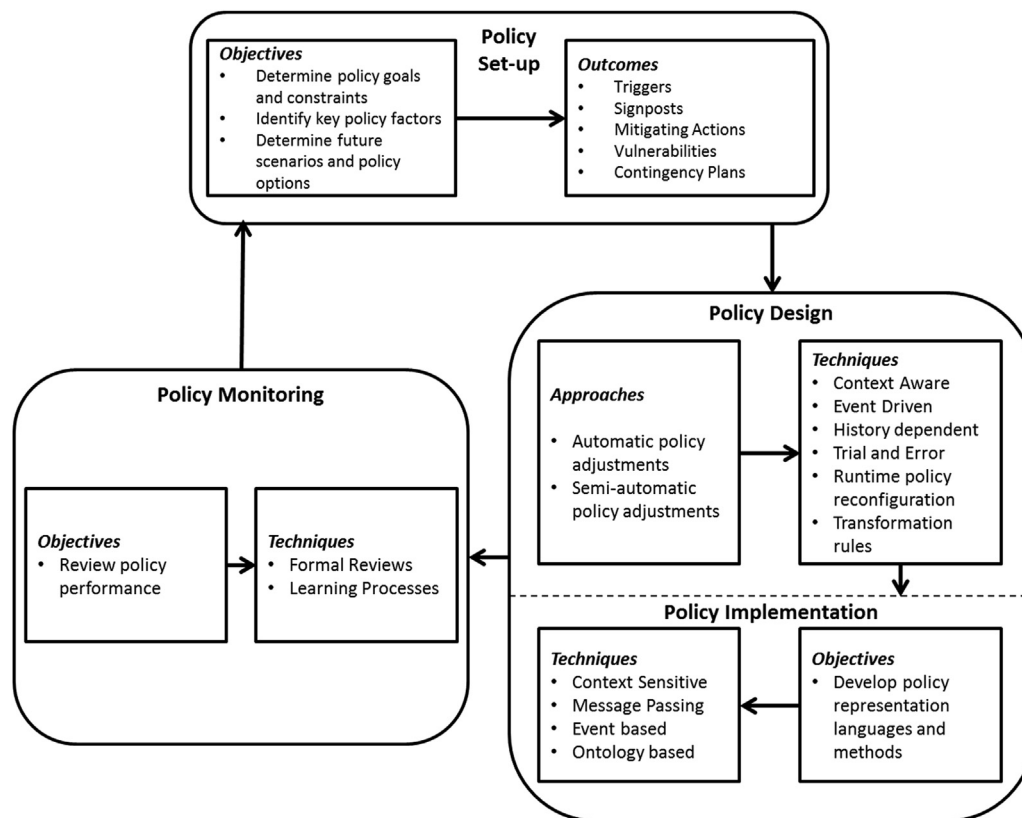 Policy
Set-up
Objectives
• Determine policy goals
and constraints
• Identify key policy factors
• Determine future
scenarios and policy
options
Outcomes
• Triggers
• Signposts
• Mitigating Actions
• Vulnerabilities
• Contingency Plans
Policy Design
Approaches
• Automatic policy
adjustments
• Semi-automatic
policy adjustments
Techniques
• Context Aware
• Event Driven
• History dependent
• Trial and Error
• Runtime policy
reconfiguration
• Transformation
rules
Policy Implementation
Techniques
• Context Sensitive
• Message Passing
• Event based
• Ontology based
Objectives
• Develop policy
representation
languages and
methods
Policy Monitoring
Objectives
• Review policy
performance
Techniques
• Formal Reviews
• Learning Processes